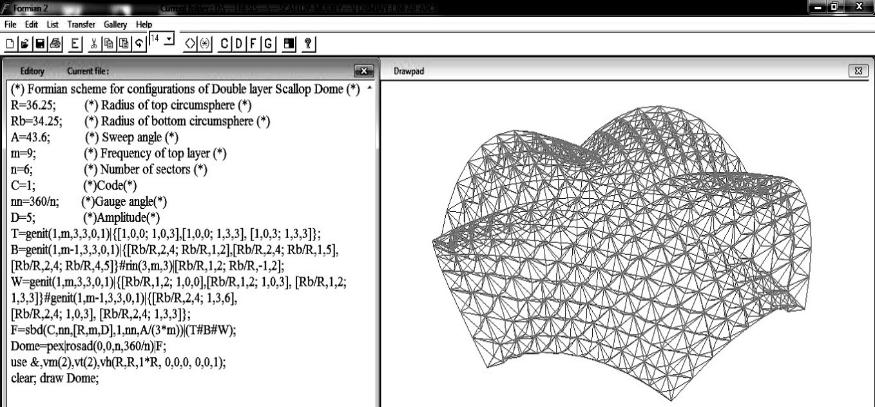 Formian 2
File Edit List Transfer Gallery Help
E 14 C D F G
Editory Current file :
(*) Formian scheme for configurations of Double layer Scallop Dome (*)
R=36.25; (*) Radius of top circumsphere (*)
Rb=34.25; (*) Radius of bottom circumsphere (*)
A=43.6; (*) Sweep angle (*)
m=9; (*) Frequency of top layer (*)
n=6; (*) Number of sectors (*)
C=1; (*)Code(*)
nn=360/n; (*)Gauge angle(*)
D=5; (*)Amplitude(*)
T=genit(1,m,3,3,0,1)|{[1,0,0; 1,0,3],[1,0,0; 1,3,3], [1,0,3; 1,3,3]};
B=genit(1,m-1,3,3,0,1)|{[Rb/R,2,4; Rb/R,1,2],[Rb/R,2,4; Rb/R,1,5],
[Rb/R,2,4; Rb/R,4,5]}#rin(3,m,3)|[Rb/R,1,2; Rb/R,-1,2];
W=genit(1,m,3,3,0,1)|{[Rb/R,1,2; 1,0,0],[Rb/R,1,2; 1,0,3], [Rb/R,1,2;
1,3,3]}#genit(1,m-1,3,3,0,1)|{[Rb/R,2,4; 1,3,6],
[Rb/R,2,4; 1,0,3], [Rb/R,2,4; 1,3,3]};
F=sbd(C,nn,[R,m,D],1,nn,A/(3*m))|(T#B#W);
Dome=pex|rosad(0,0,n,360/n)|F;
use &,vm(2),vt(2),vh(R,R,1*R, 0,0,0, 0,0,1);
clear; draw Dome;
Drawpad